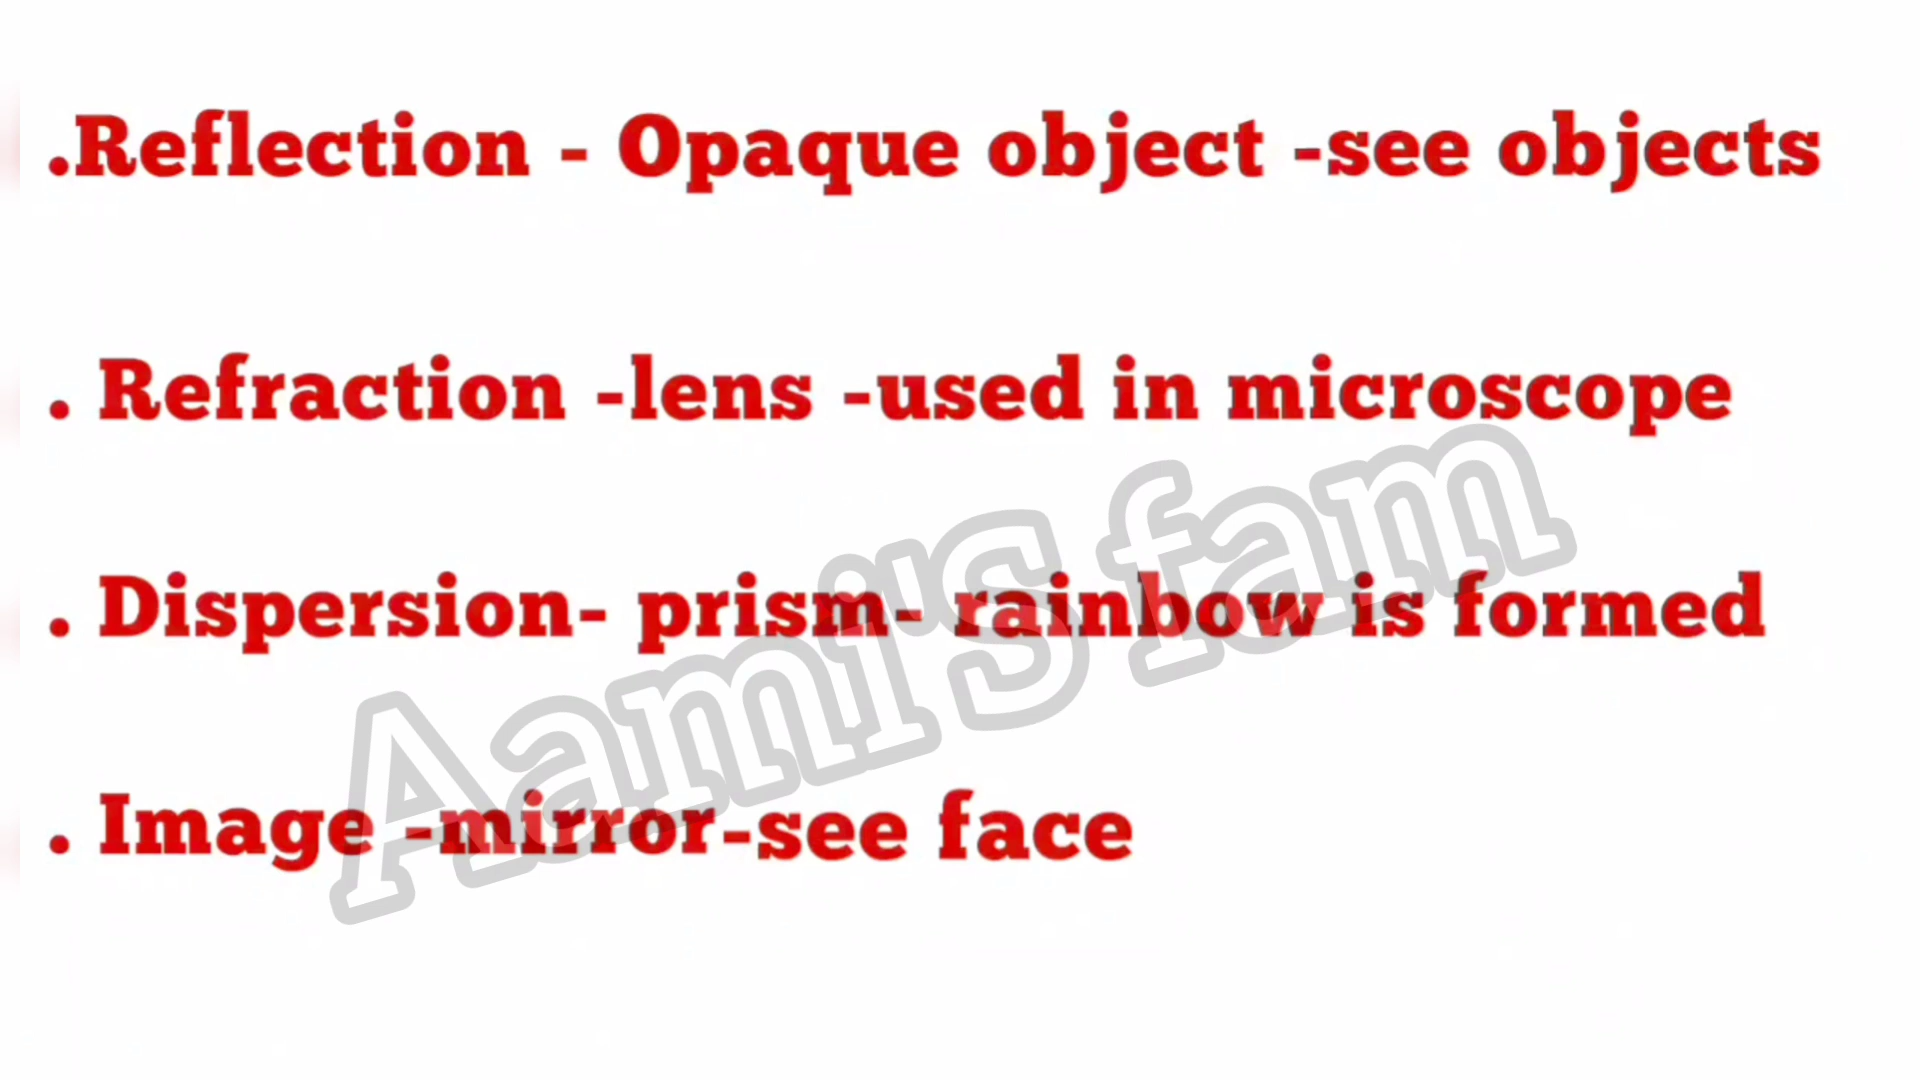 .Reflection - Opaque object -see objects
. Refraction -lens -used in microscope
. Dispersion- prism- rainbow is formed
. Image -mirror-see face
Aami'S fam